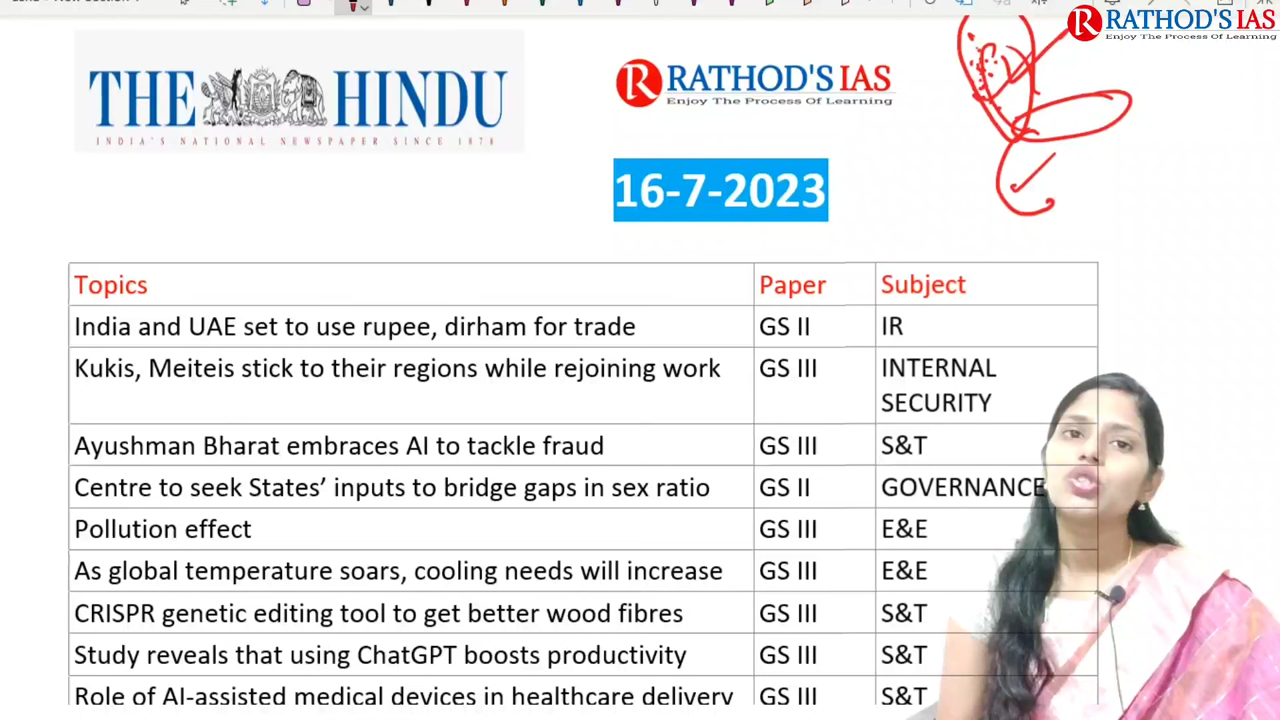 RATHOD'S IAS
Enjoy The Process Of Learning
THE HINDU
INDIA'S NATIONAL NEWSPAPER SINCE 1878
R RATHOD'S IAS
Enjoy The Process Of Learning
16-7-2023
Topics Paper Subject
India and UAE set to use rupee, dirham for trade GS II IR
Kukis, Meiteis stick to their regions while rejoining work GS III INTERNAL
SECURITY
Ayushman Bharat embraces AI to tackle fraud GS III S&T
Centre to seek States’ inputs to bridge gaps in sex ratio GS II GOVERNANCE
Pollution effect GS III E&E
As global temperature soars, cooling needs will increase GS III E&E
CRISPR genetic editing tool to get better wood fibres GS III S&T
Study reveals that using ChatGPT boosts productivity GS III S&T
Role of AI-assisted medical devices in healthcare delivery GS III S&T